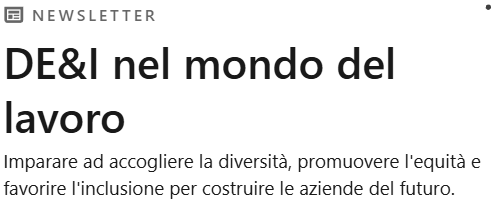 NEWSLETTER
DE&I nel mondo del
lavoro
Imparare ad accogliere la diversità, promuovere l'equità e
favorire l'inclusione per costruire le aziende del futuro.